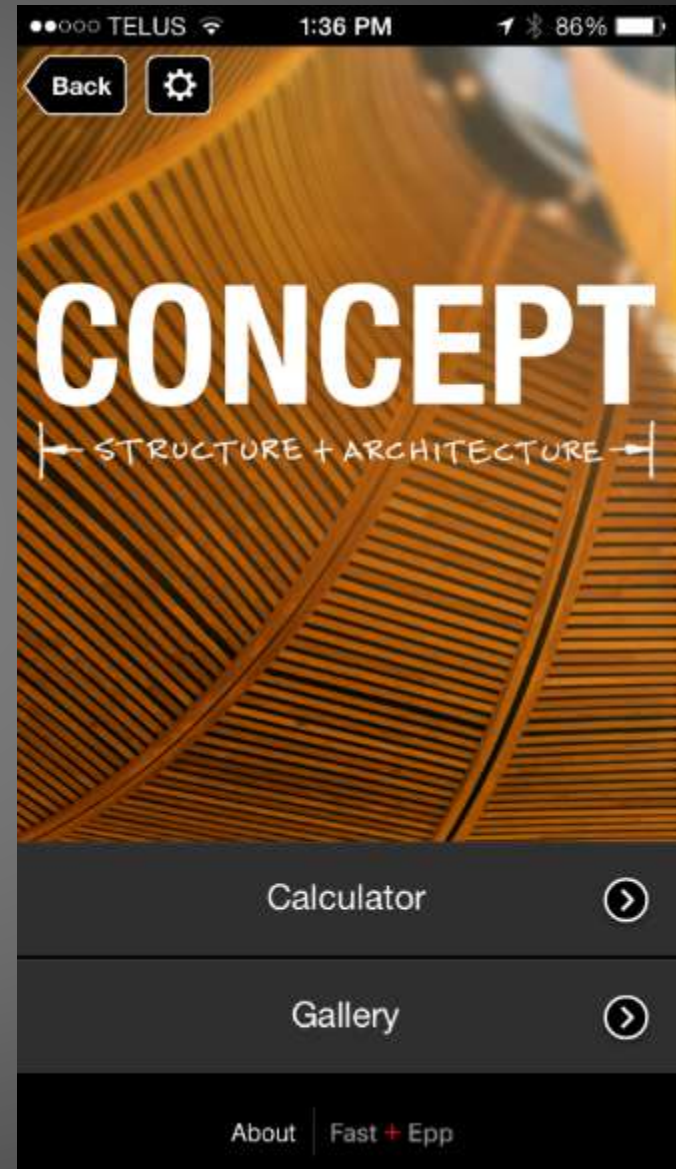 TELUS 1:36 PM 86%
Back
CONCEPT
STRUCTURE + ARCHITECTURE
Calculator
Gallery
About Fast + Epp